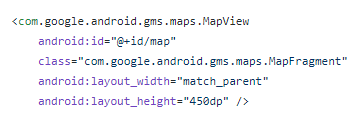 <com.google.android.gms.maps.MapView
    android:id="@+id/map"
    class="com.google.android.gms.maps.MapFragment"
    android:layout_width="match_parent"
    android:layout_height="450dp" />